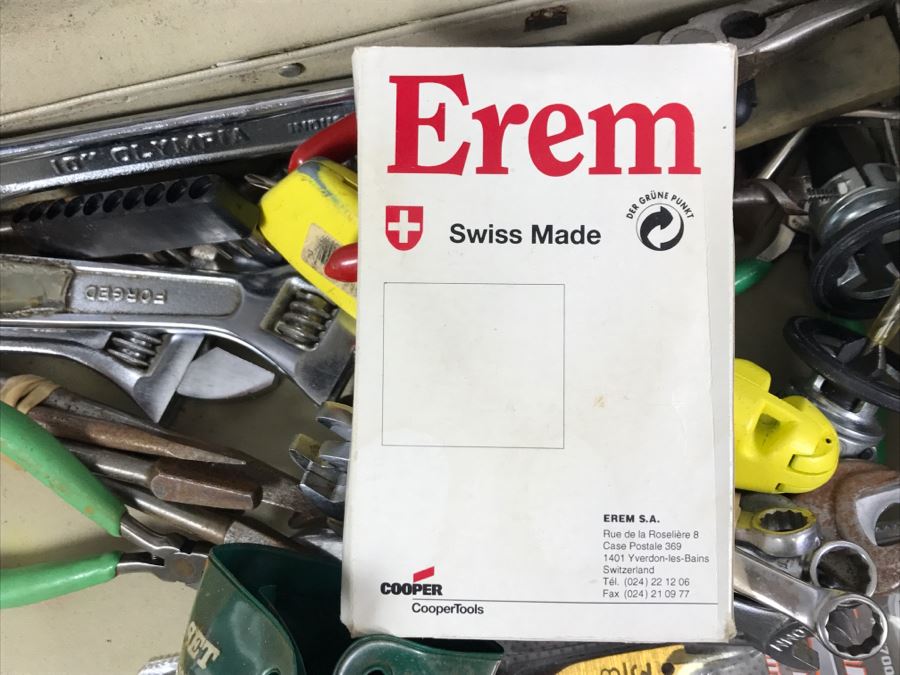 Erem
DER GRÜNE PUNKT
Swiss Made
EREM S.A.
Rue de la Roselière 8
Case Postale 369
1401 Yverdon-les-Bains
Switzerland
Tél. (024) 22 12 06
Fax (024) 21 09 77
COOPER
CooperTools
OLYMPIA
FORGED
SET